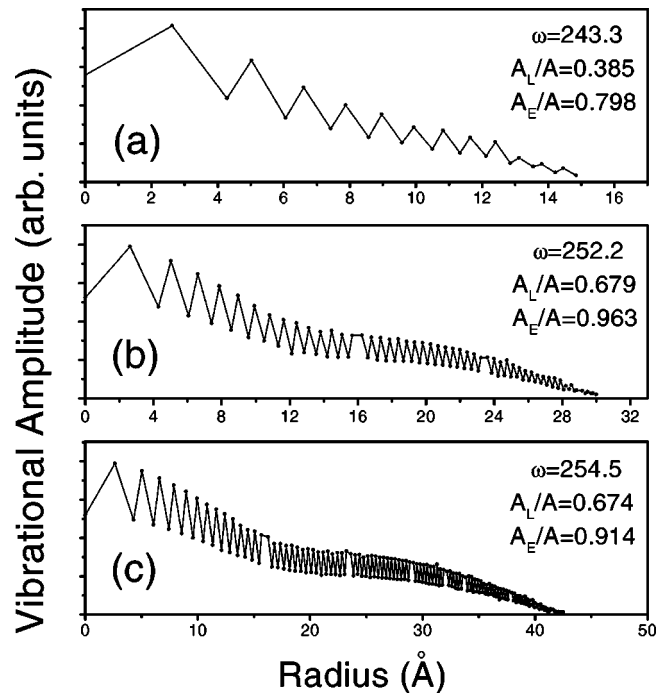 Vibrational Amplitude (arb. units)
(a)
ω=243.3
A_L/A=0.385
A_E/A=0.798
0 2 4 6 8 10 12 14 16
(b)
ω=252.2
A_L/A=0.679
A_E/A=0.963
0 4 8 12 16 20 24 28 32
(c)
ω=254.5
A_L/A=0.674
A_E/A=0.914
0 10 20 30 40 50
Radius (Å)